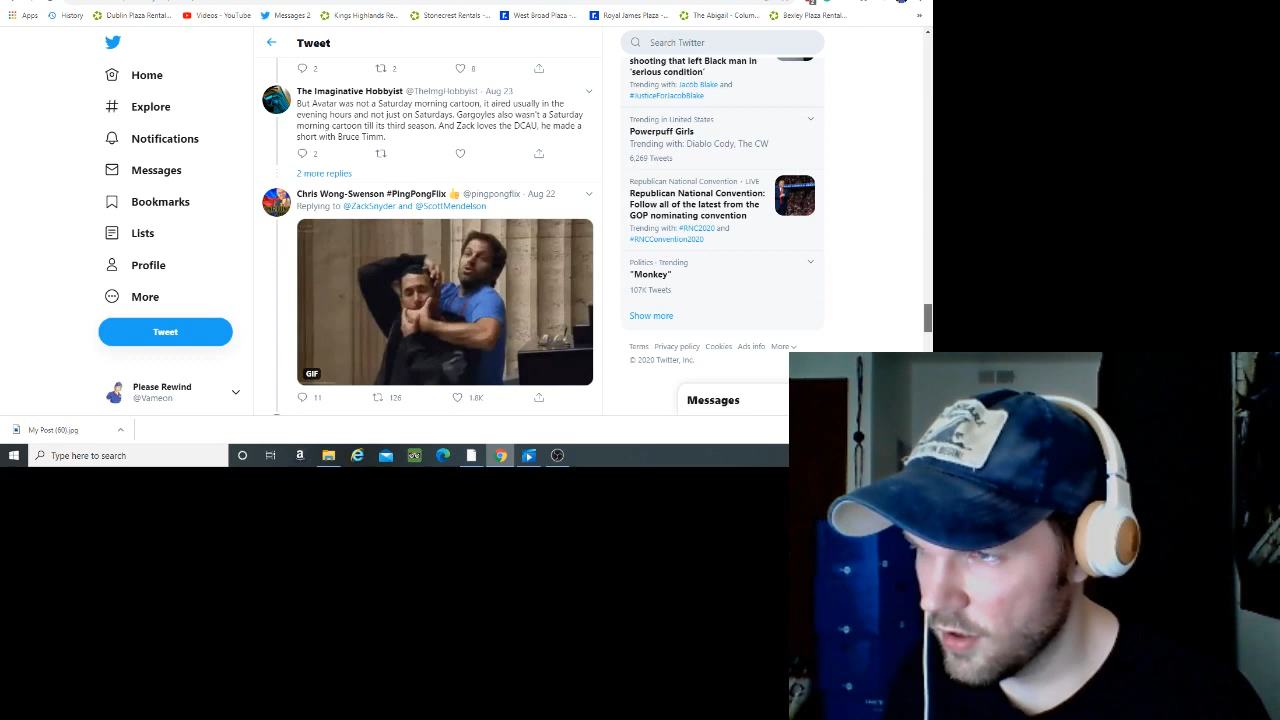 Apps History Dublin Plaza Rental... Videos - YouTube Messages 2 Kings Highlands Re... Stonecrest Rentals -... West Broad Plaza -... Royal James Plaza -... The Abigail - Colum... Bexley Plaza Rental... »
Tweet
Search Twitter
Home
Explore
Notifications
Messages
Bookmarks
Lists
Profile
More
Tweet
Please Rewind
@Vameon
2 2 8
The Imaginative Hobbyist @TheImgHobbyist · Aug 23
But Avatar was not a Saturday morning cartoon, it aired usually in the
evening hours and not just on Saturdays. Gargoyles also wasn't a Saturday
morning cartoon till its third season. And Zack loves the DCAU, he made a
short with Bruce Timm.
2
2 more replies
Chris Wong-Swenson #PingPongFlix 👍 @pingpongflix · Aug 22
Replying to @ZackSnyder and @ScottMendelson
GIF
11 126 1.8K
shooting that left Black man in
'serious condition'
Trending with: Jacob Blake and
#JusticeForJacobBlake
Trending in United States
Powerpuff Girls
Trending with: Diablo Cody, The CW
6,269 Tweets
Republican National Convention · LIVE
Republican National Convention:
Follow all of the latest from the
GOP nominating convention
Trending with: #RNC2020 and
#RNCConvention2020
Politics · Trending
"Monkey"
107K Tweets
Show more
Terms Privacy policy Cookies Ads info More
© 2020 Twitter, Inc.
Messages
My Post (60).jpg
Type here to search